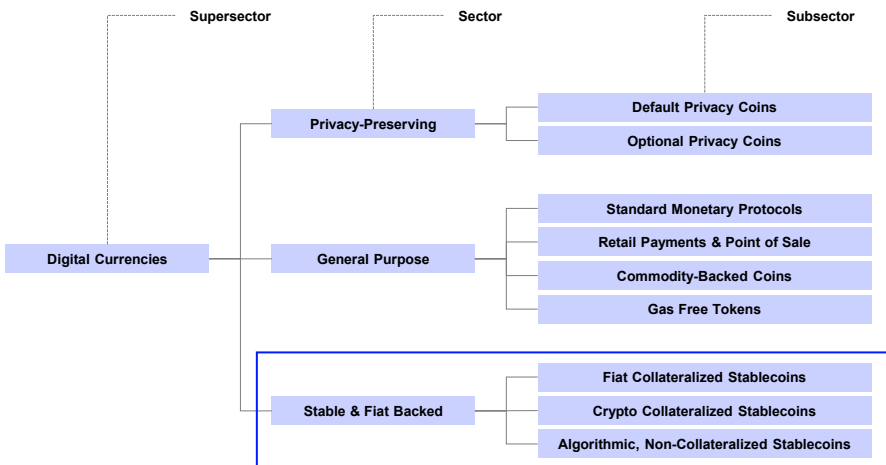 Supersector
Sector
Subsector
Default Privacy Coins
Privacy-Preserving
Optional Privacy Coins
Standard Monetary Protocols
Retail Payments & Point of Sale
Digital Currencies
General Purpose
Commodity-Backed Coins
Gas Free Tokens
Fiat Collateralized Stablecoins
Stable & Fiat Backed
Crypto Collateralized Stablecoins
Algorithmic, Non-Collateralized Stablecoins